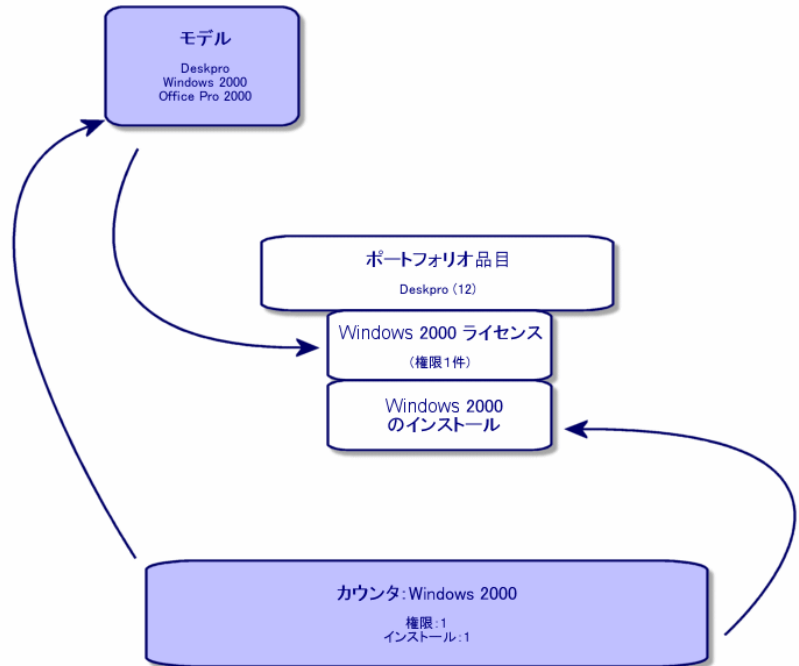 モデル
Deskpro
Windows 2000
Office Pro 2000
ポートフォリオ品目
Deskpro (12)
Windows 2000 ライセンス
(権限1件)
Windows 2000
のインストール
カウンタ:Windows 2000
権限:1
インストール:1